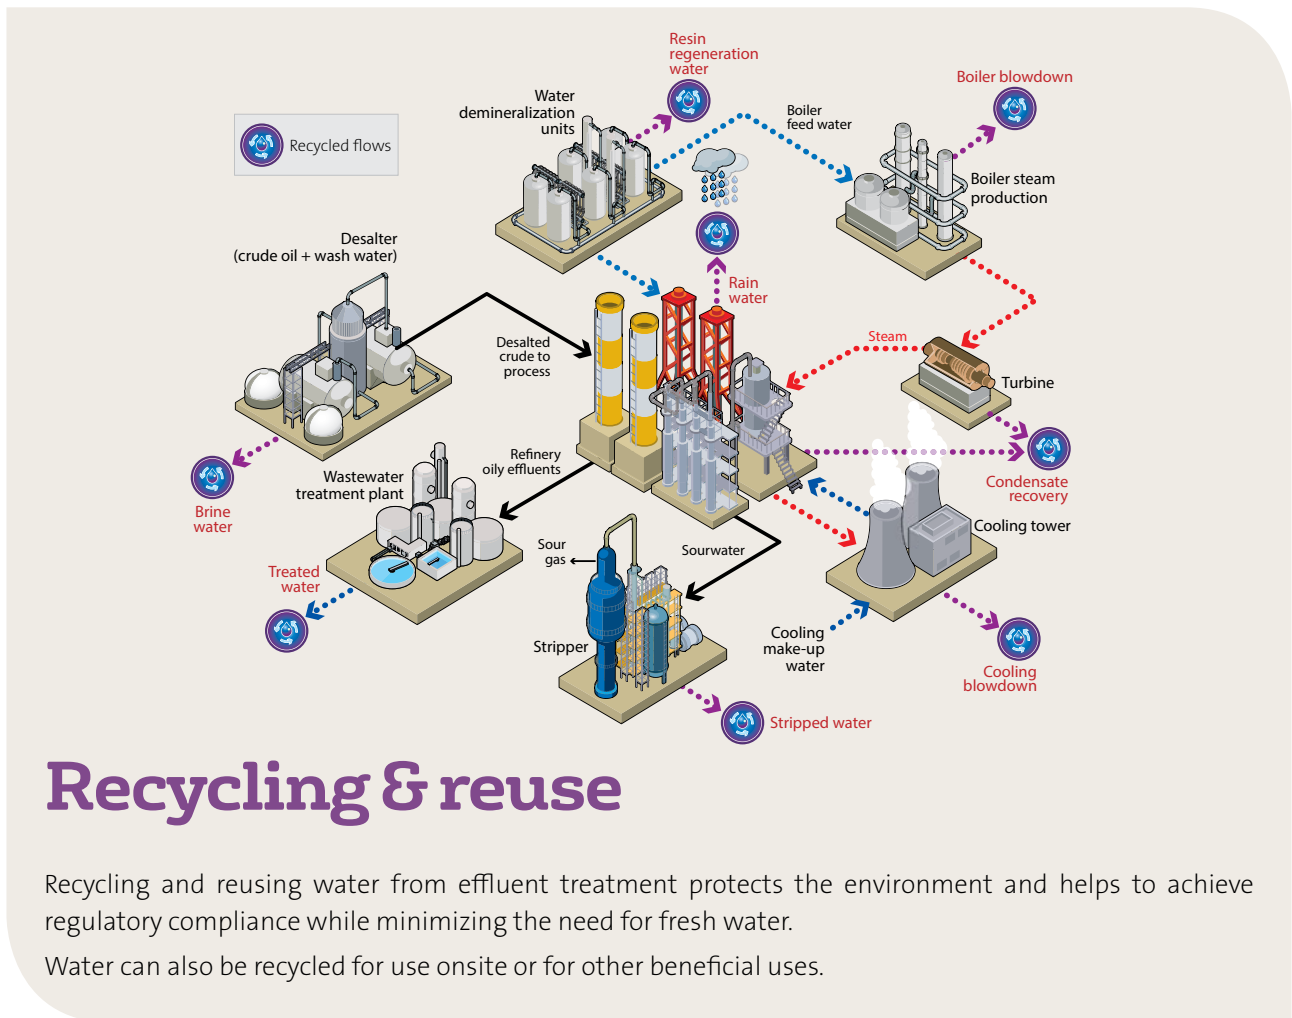 Resin
regeneration
water
Boiler blowdown
Water
demineralization
units
Boiler
feed water
Recycled flows
Boiler steam
production
Desalter
(crude oil + wash water)
Rain
water
Desalted
crude to
process
Steam
Turbine
Refinery
oily effluents
Wastewater
treatment plant
Condensate
recovery
Brine
water
Cooling tower
Sour
gas
Sourwater
Treated
water
Cooling
make-up
water
Stripper
Cooling
blowdown
Stripped water
Recycling & reuse
Recycling and reusing water from effluent treatment protects the environment and helps to achieve
regulatory compliance while minimizing the need for fresh water.
Water can also be recycled for use onsite or for other beneficial uses.